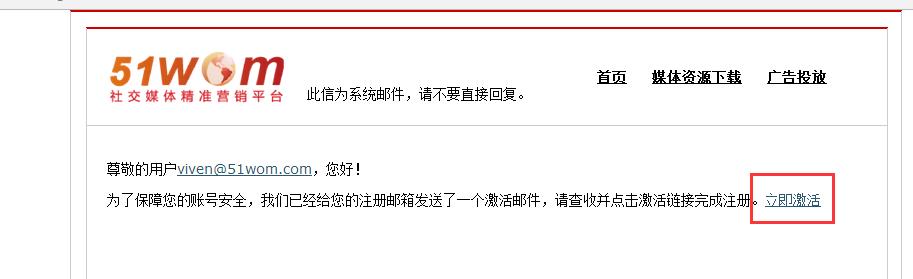 51wom
社交媒体精准营销平台
此信为系统邮件，请不要直接回复。
首页 媒体资源下载 广告投放
尊敬的用户viven@51wom.com，您好！
为了保障您的账号安全，我们已经给您的注册邮箱发送了一个激活邮件，请查收并点击激活链接完成注册。立即激活